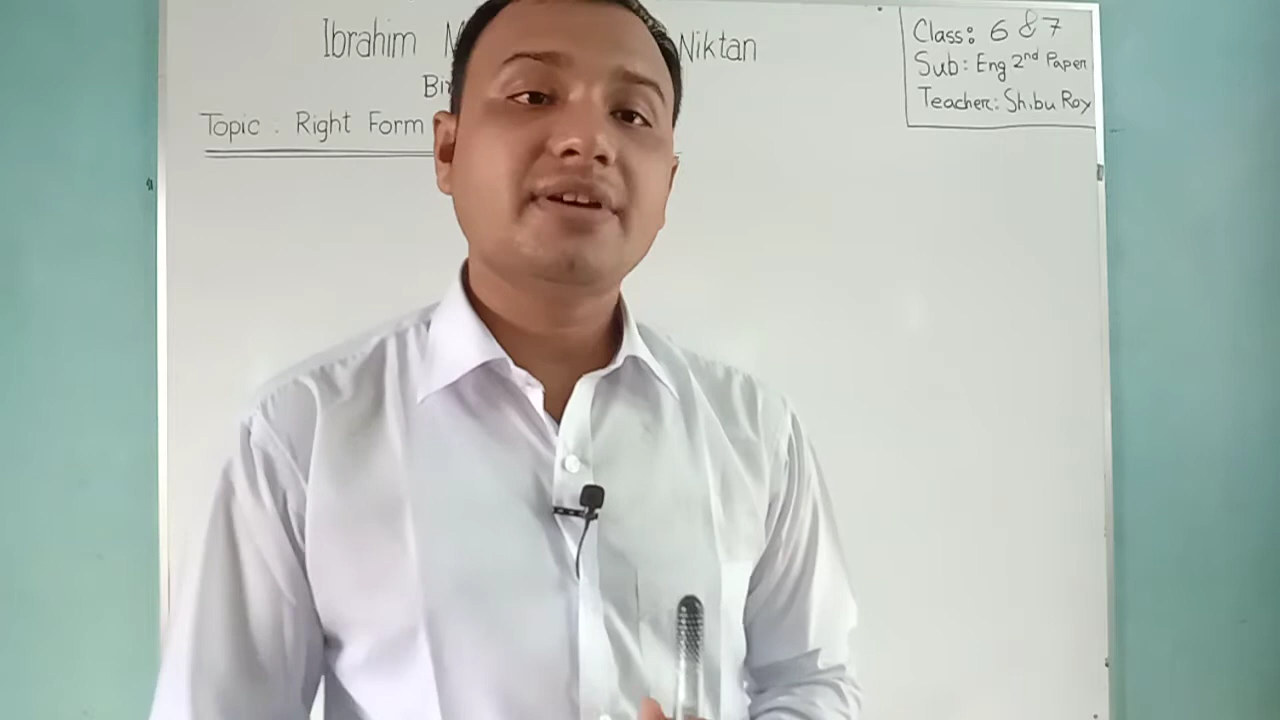 Ibrahim Niktan
Topic : Right Form
Class: 6 & 7
Sub: Eng 2nd Paper
Teacher: Shibu Roy